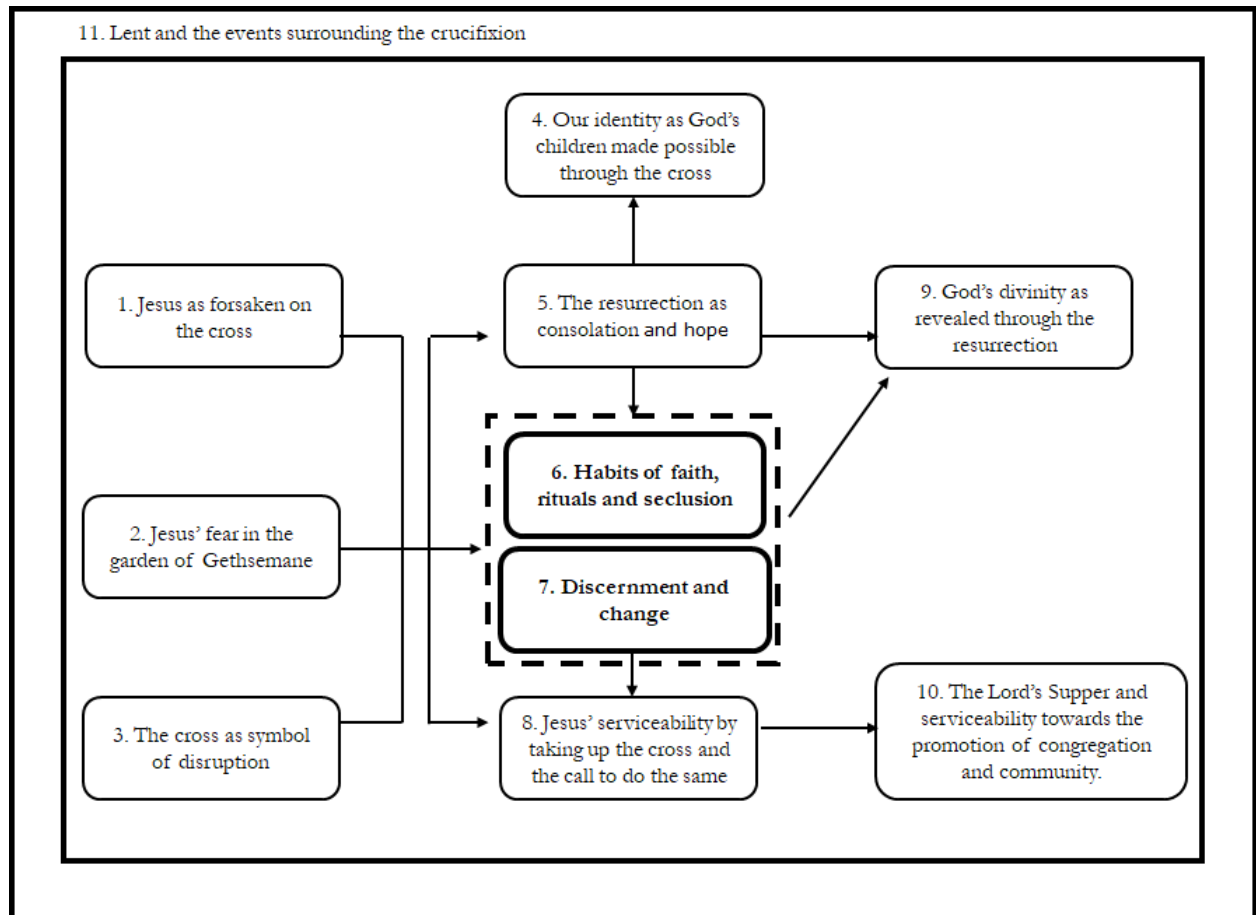 11. Lent and the events surrounding the crucifixion
4. Our identity as God’s
children made possible
through the cross
1. Jesus as forsaken on
the cross
5. The resurrection as
consolation and hope
9. God’s divinity as
revealed through the
resurrection
6. Habits of faith,
rituals and seclusion
2. Jesus’ fear in the
garden of Gethsemane
7. Discernment and
change
3. The cross as symbol
of disruption
8. Jesus’ serviceability by
taking up the cross and
the call to do the same
10. The Lord’s Supper and
serviceability towards the
promotion of congregation
and community.